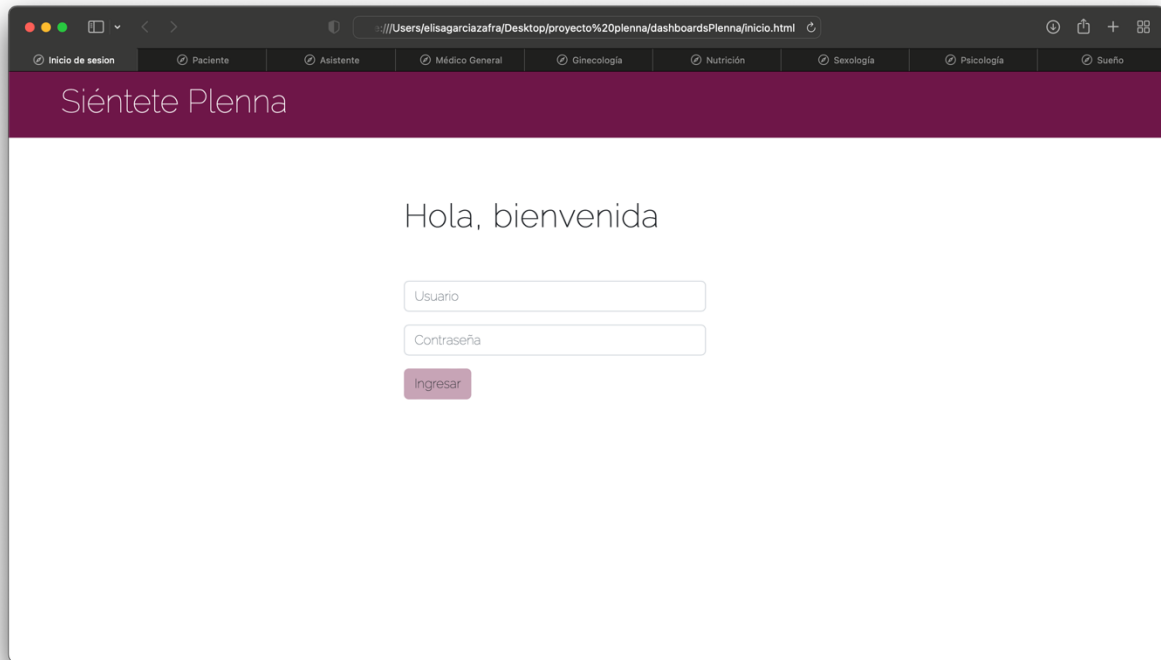 :///Users/elisagarciazafra/Desktop/proyecto%20plenna/dashboardsPlenna/inicio.html
Inicio de sesion Paciente Asistente Médico General Ginecología Nutrición Sexología Psicología Sueño
Siéntete Plenna
Hola, bienvenida
Usuario
Contraseña
Ingresar